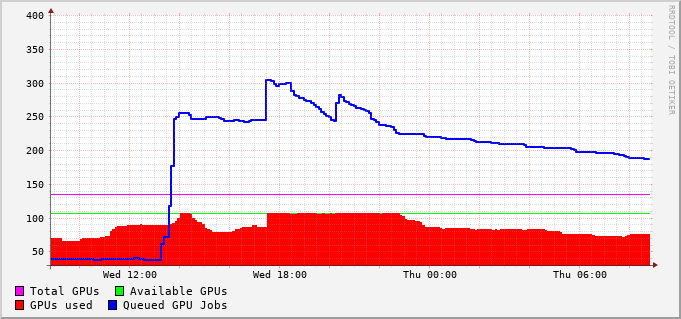 400
350
300
250
200
150
100
50
Wed 12:00 Wed 18:00 Thu 00:00 Thu 06:00
Total GPUs Available GPUs
GPUs used Queued GPU Jobs
RRDTOOL / TOBI OETIKER